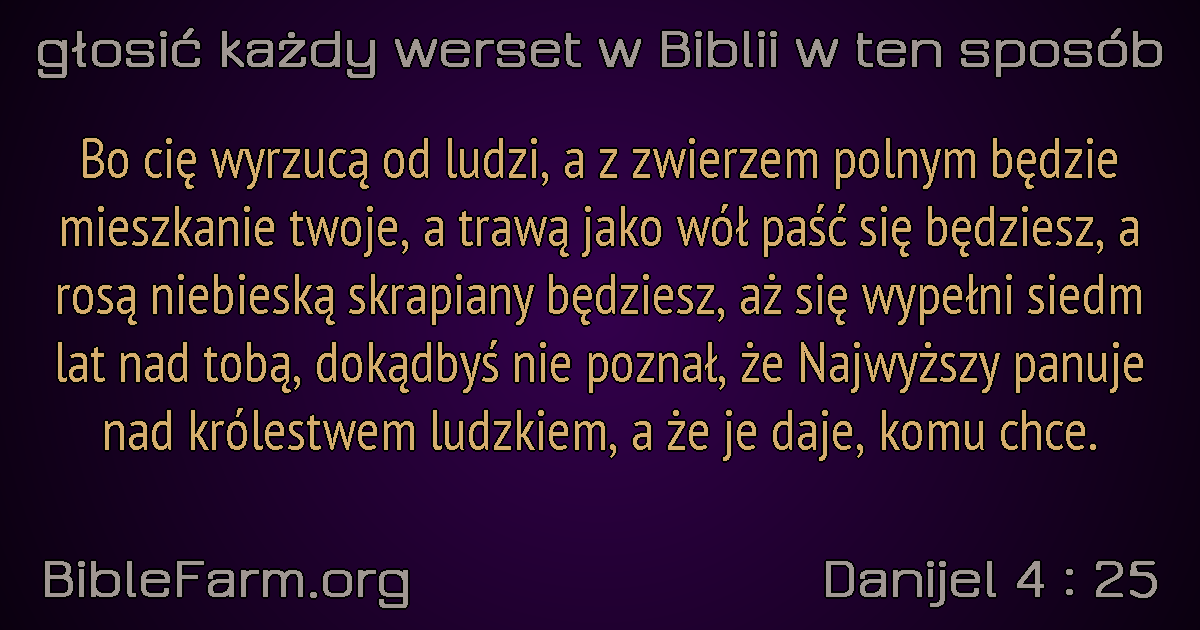 głosić każdy werset w Biblii w ten sposób
Bo cię wyrzucą od ludzi, a z zwierzem polnym będzie
mieszkanie twoje, a trawą jako wół paść się będziesz, a
rosą niebieską skrapiany będziesz, aż się wypełni siedm
lat nad tobą, dokądbyś nie poznał, że Najwyższy panuje
nad królestwem ludzkiem, a że je daje, komu chce.
BibleFarm.org
Danijel 4 : 25